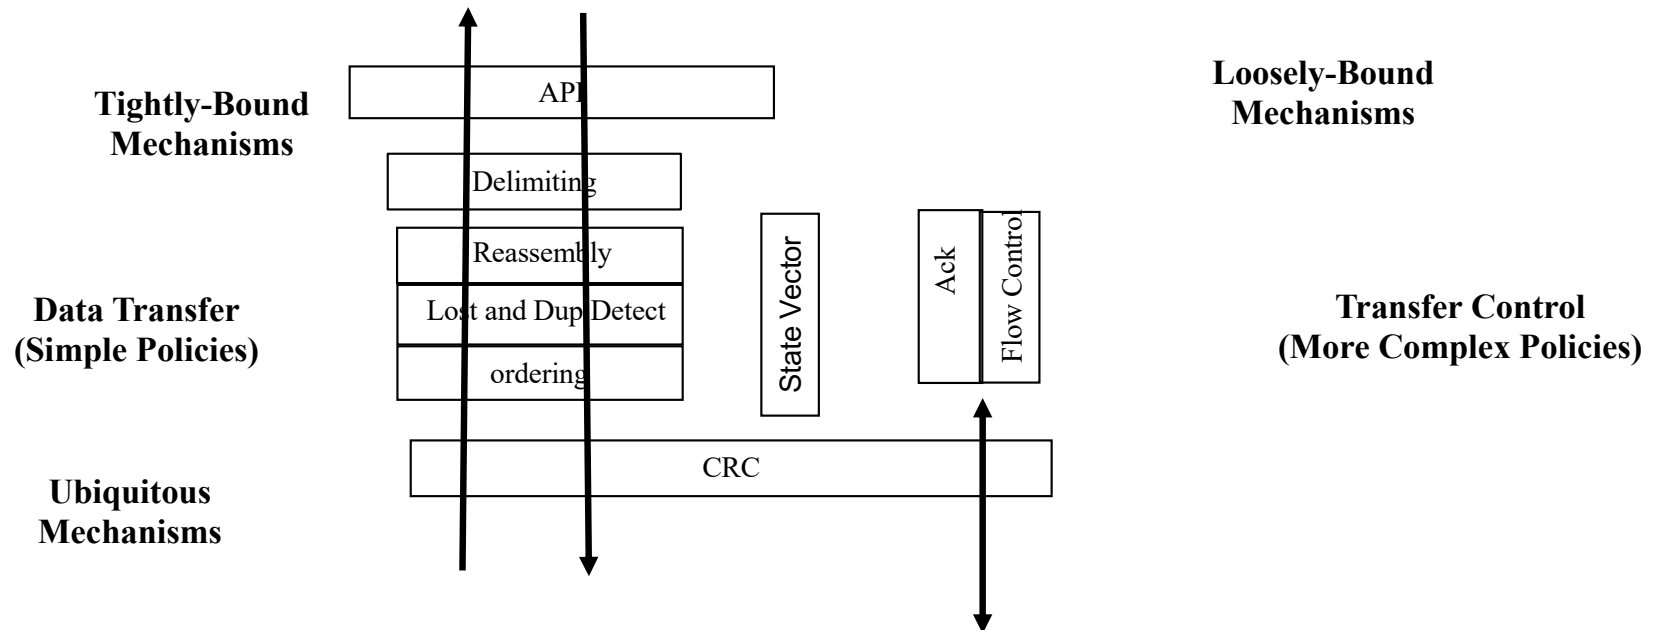 Tightly-Bound
Mechanisms
API
Loosely-Bound
Mechanisms
Delimiting
Reassembly
Lost and Dup Detect
ordering
State Vector
Ack
Flow Control
Data Transfer
(Simple Policies)
Transfer Control
(More Complex Policies)
CRC
Ubiquitous
Mechanisms